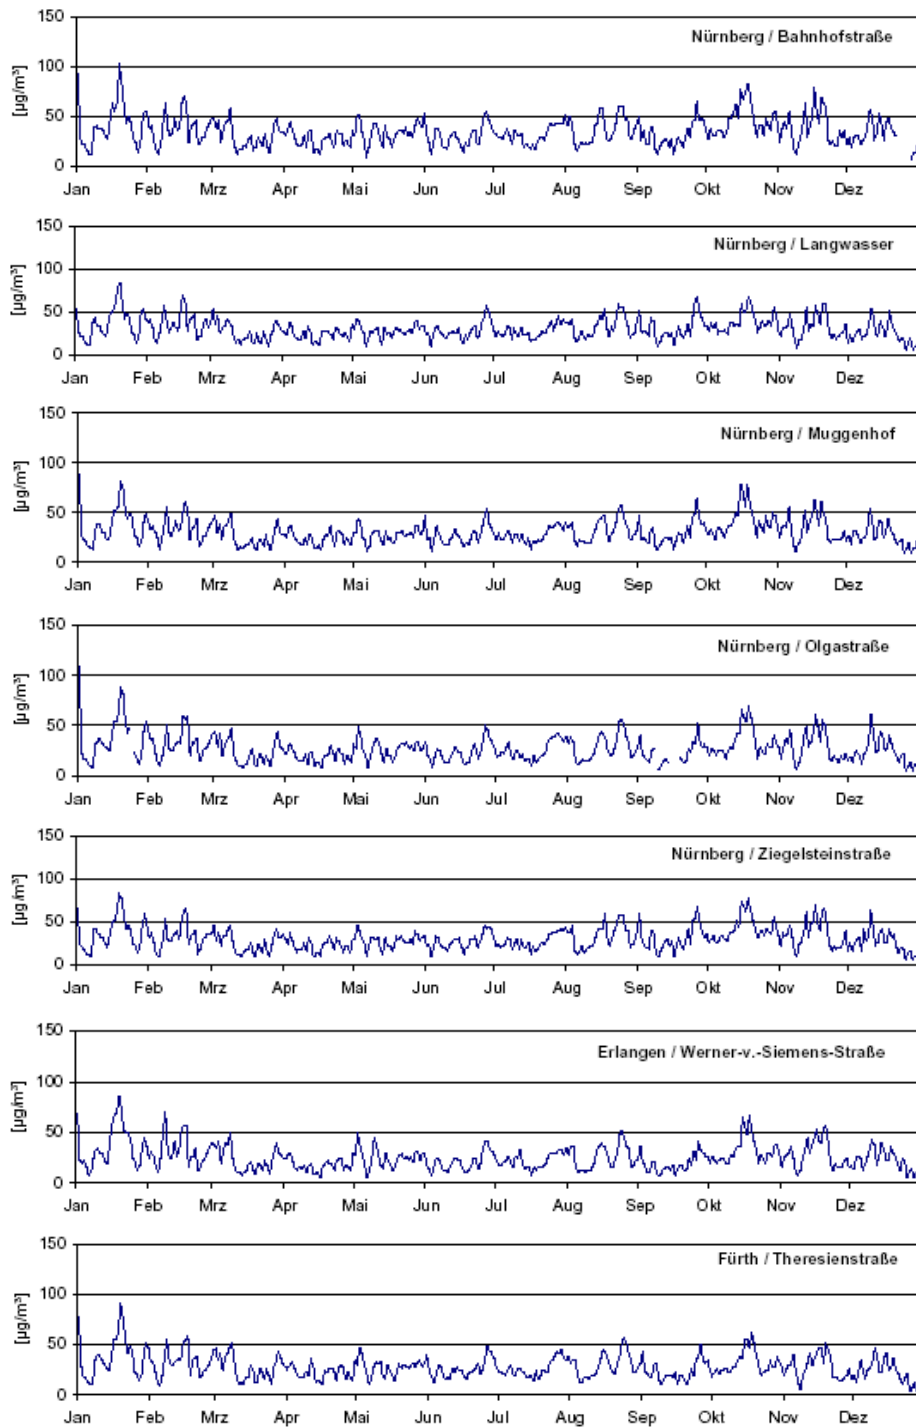 150
Nürnberg / Bahnhofstraße
100
[µg/m³]
50
0
Jan Feb Mrz Apr Mai Jun Jul Aug Sep Okt Nov Dez
150
Nürnberg / Langwasser
100
[µg/m³]
50
0
Jan Feb Mrz Apr Mai Jun Jul Aug Sep Okt Nov Dez
150
Nürnberg / Muggenhof
100
[µg/m³]
50
0
Jan Feb Mrz Apr Mai Jun Jul Aug Sep Okt Nov Dez
150
Nürnberg / Olgastraße
100
[µg/m³]
50
0
Jan Feb Mrz Apr Mai Jun Jul Aug Sep Okt Nov Dez
150
Nürnberg / Ziegelsteinstraße
100
[µg/m³]
50
0
Jan Feb Mrz Apr Mai Jun Jul Aug Sep Okt Nov Dez
150
Erlangen / Werner-v.-Siemens-Straße
100
[µg/m³]
50
0
Jan Feb Mrz Apr Mai Jun Jul Aug Sep Okt Nov Dez
150
Fürth / Theresienstraße
100
[µg/m³]
50
0
Jan Feb Mrz Apr Mai Jun Jul Aug Sep Okt Nov Dez